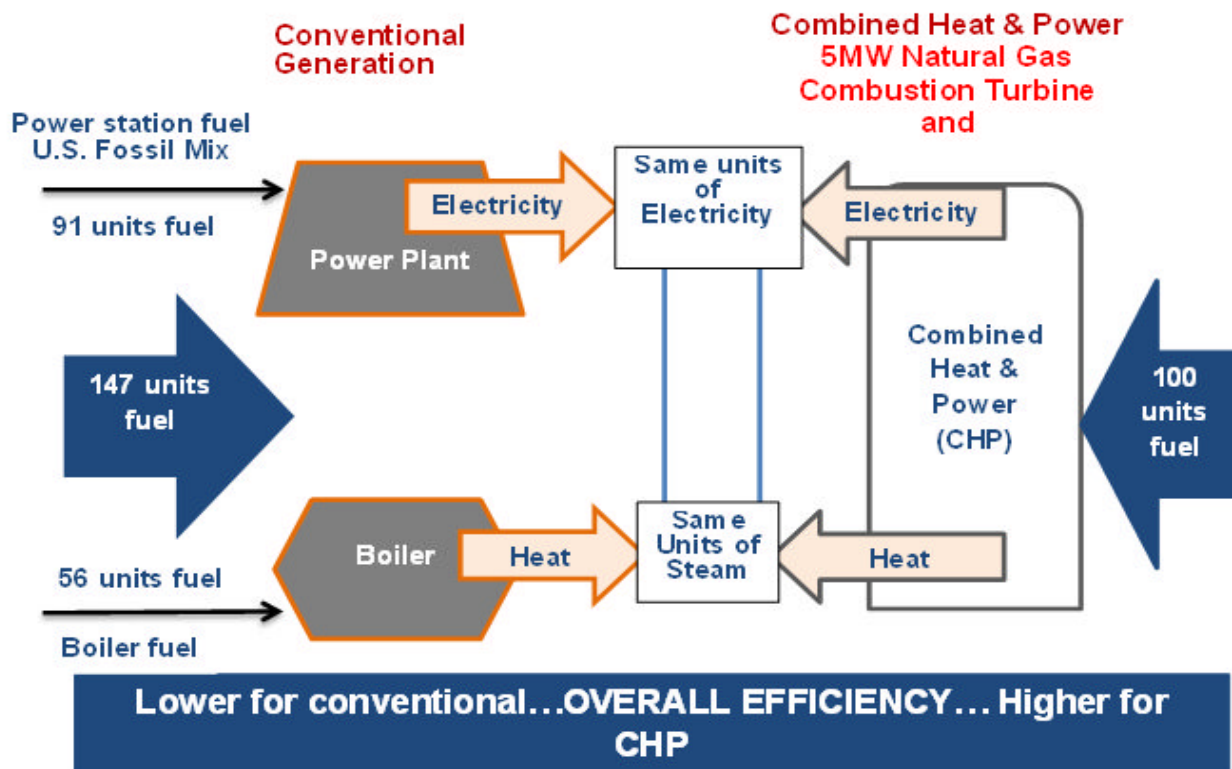 Conventional
Generation
Combined Heat & Power
5MW Natural Gas
Combustion Turbine
and
Power station fuel
U.S. Fossil Mix
91 units fuel
Power Plant
Electricity
Same units
of
Electricity
Electricity
147 units
fuel
Combined
Heat &
Power
(CHP)
100
units
fuel
56 units fuel
Boiler fuel
Boiler
Heat
Same
Units of
Steam
Heat
Lower for conventional...OVERALL EFFICIENCY... Higher for
CHP